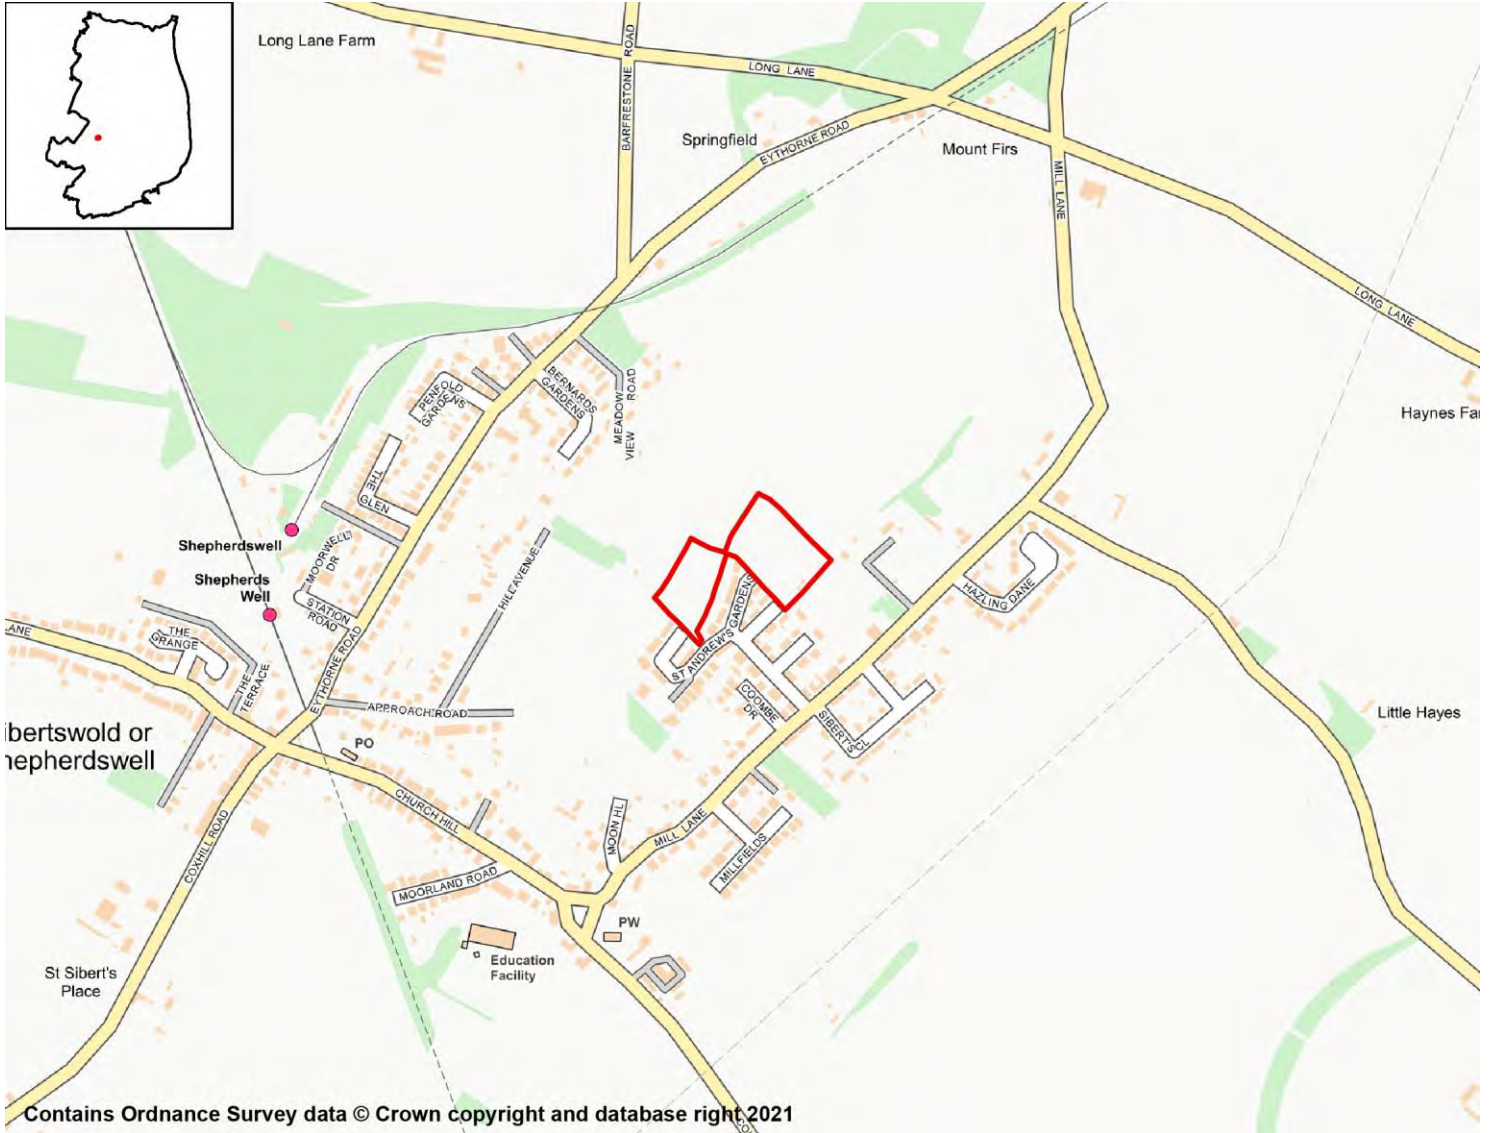 Long Lane Farm
LONG LANE
BARFRESTONE ROAD
Springfield
EYTHORNE ROAD
Mount Firs
MILL LANE
LONG LANE
PENFOLD
GARDENS
BERNARDS
GARDENS
MEADOW
VIEW ROAD
Haynes Fa
THE
GLEN
Shepherdswell
MOORWELL
DR
Shepherds
Well
HILL AVENUE
STATION
ROAD
HAZLING DANE
ANE
THE
GRANGE
THE
TERRACE
EYTHORNE ROAD
ST ANDREW'S GARDENS
APPROACH ROAD
COOMBE
DR
SIBERT'S
CL
Little Hayes
ibertswold or
hepherdswell
PO
CHURCH HILL
MOON HL
MILL LANE
COXHILL ROAD
MILLFIELDS
MOORLAND ROAD
PW
Education
Facility
St Sibert's
Place
CO
Contains Ordnance Survey data © Crown copyright and database right 2021